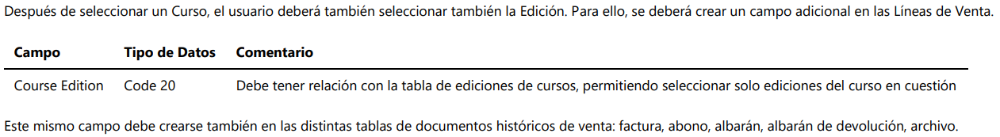 Después de seleccionar un Curso, el usuario deberá también seleccionar también la Edición. Para ello, se deberá crear un campo adicional en las Líneas de Venta.
Campo Tipo de Datos Comentario
Course Edition Code 20 Debe tener relación con la tabla de ediciones de cursos, permitiendo seleccionar solo ediciones del curso en cuestión
Este mismo campo debe crearse también en las distintas tablas de documentos históricos de venta: factura, abono, albarán, albarán de devolución, archivo.